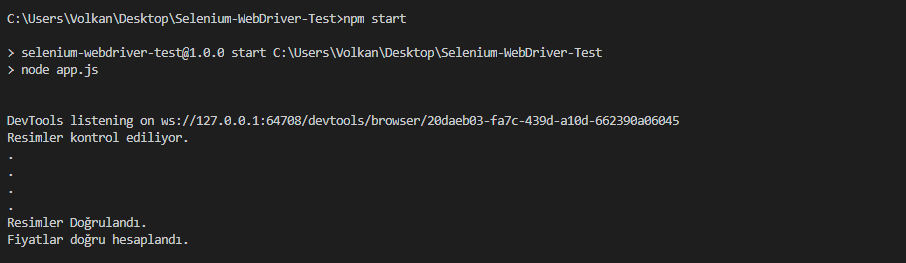 C:\Users\Volkan\Desktop\Selenium-WebDriver-Test>npm start
> selenium-webdriver-test@1.0.0 start C:\Users\Volkan\Desktop\Selenium-WebDriver-Test
> node app.js
DevTools listening on ws://127.0.0.1:64708/devtools/browser/20daeb03-fa7c-439d-a10d-662390a06045
Resimler kontrol ediliyor.
.
.
.
.
Resimler Doğrulandı.
Fiyatlar doğru hesaplandı.